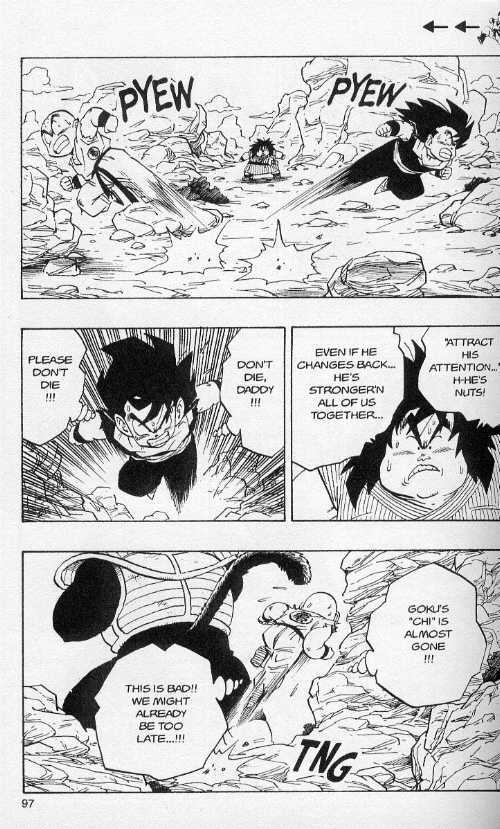 PYEW
PYEW
"ATTRACT
HIS
ATTENTION..."
H-HE'S
NUTS!
EVEN IF HE
CHANGES BACK...
HE'S
STRONGER'N
ALL OF US
TOGETHER...
DON'T
DIE,
DADDY
!!!
PLEASE
DON'T
DIE
!!!
GOKU'S
"CHI" IS
ALMOST
GONE
!!!
THIS IS BAD!!
WE MIGHT
ALREADY
BE TOO
LATE...!!!
TNG
97